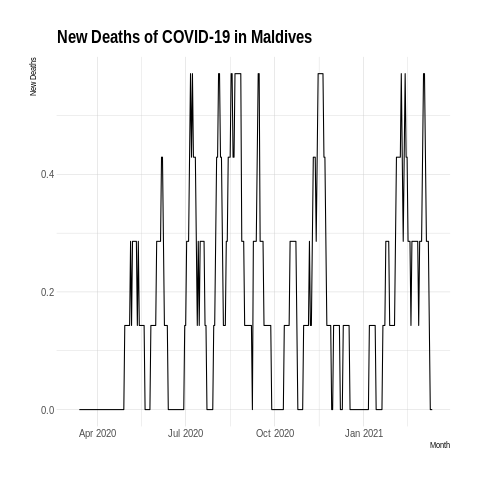 New Deaths of COVID-19 in Maldives
New Deaths
0.4
0.2
0.0
Apr 2020 Jul 2020 Oct 2020 Jan 2021
Month